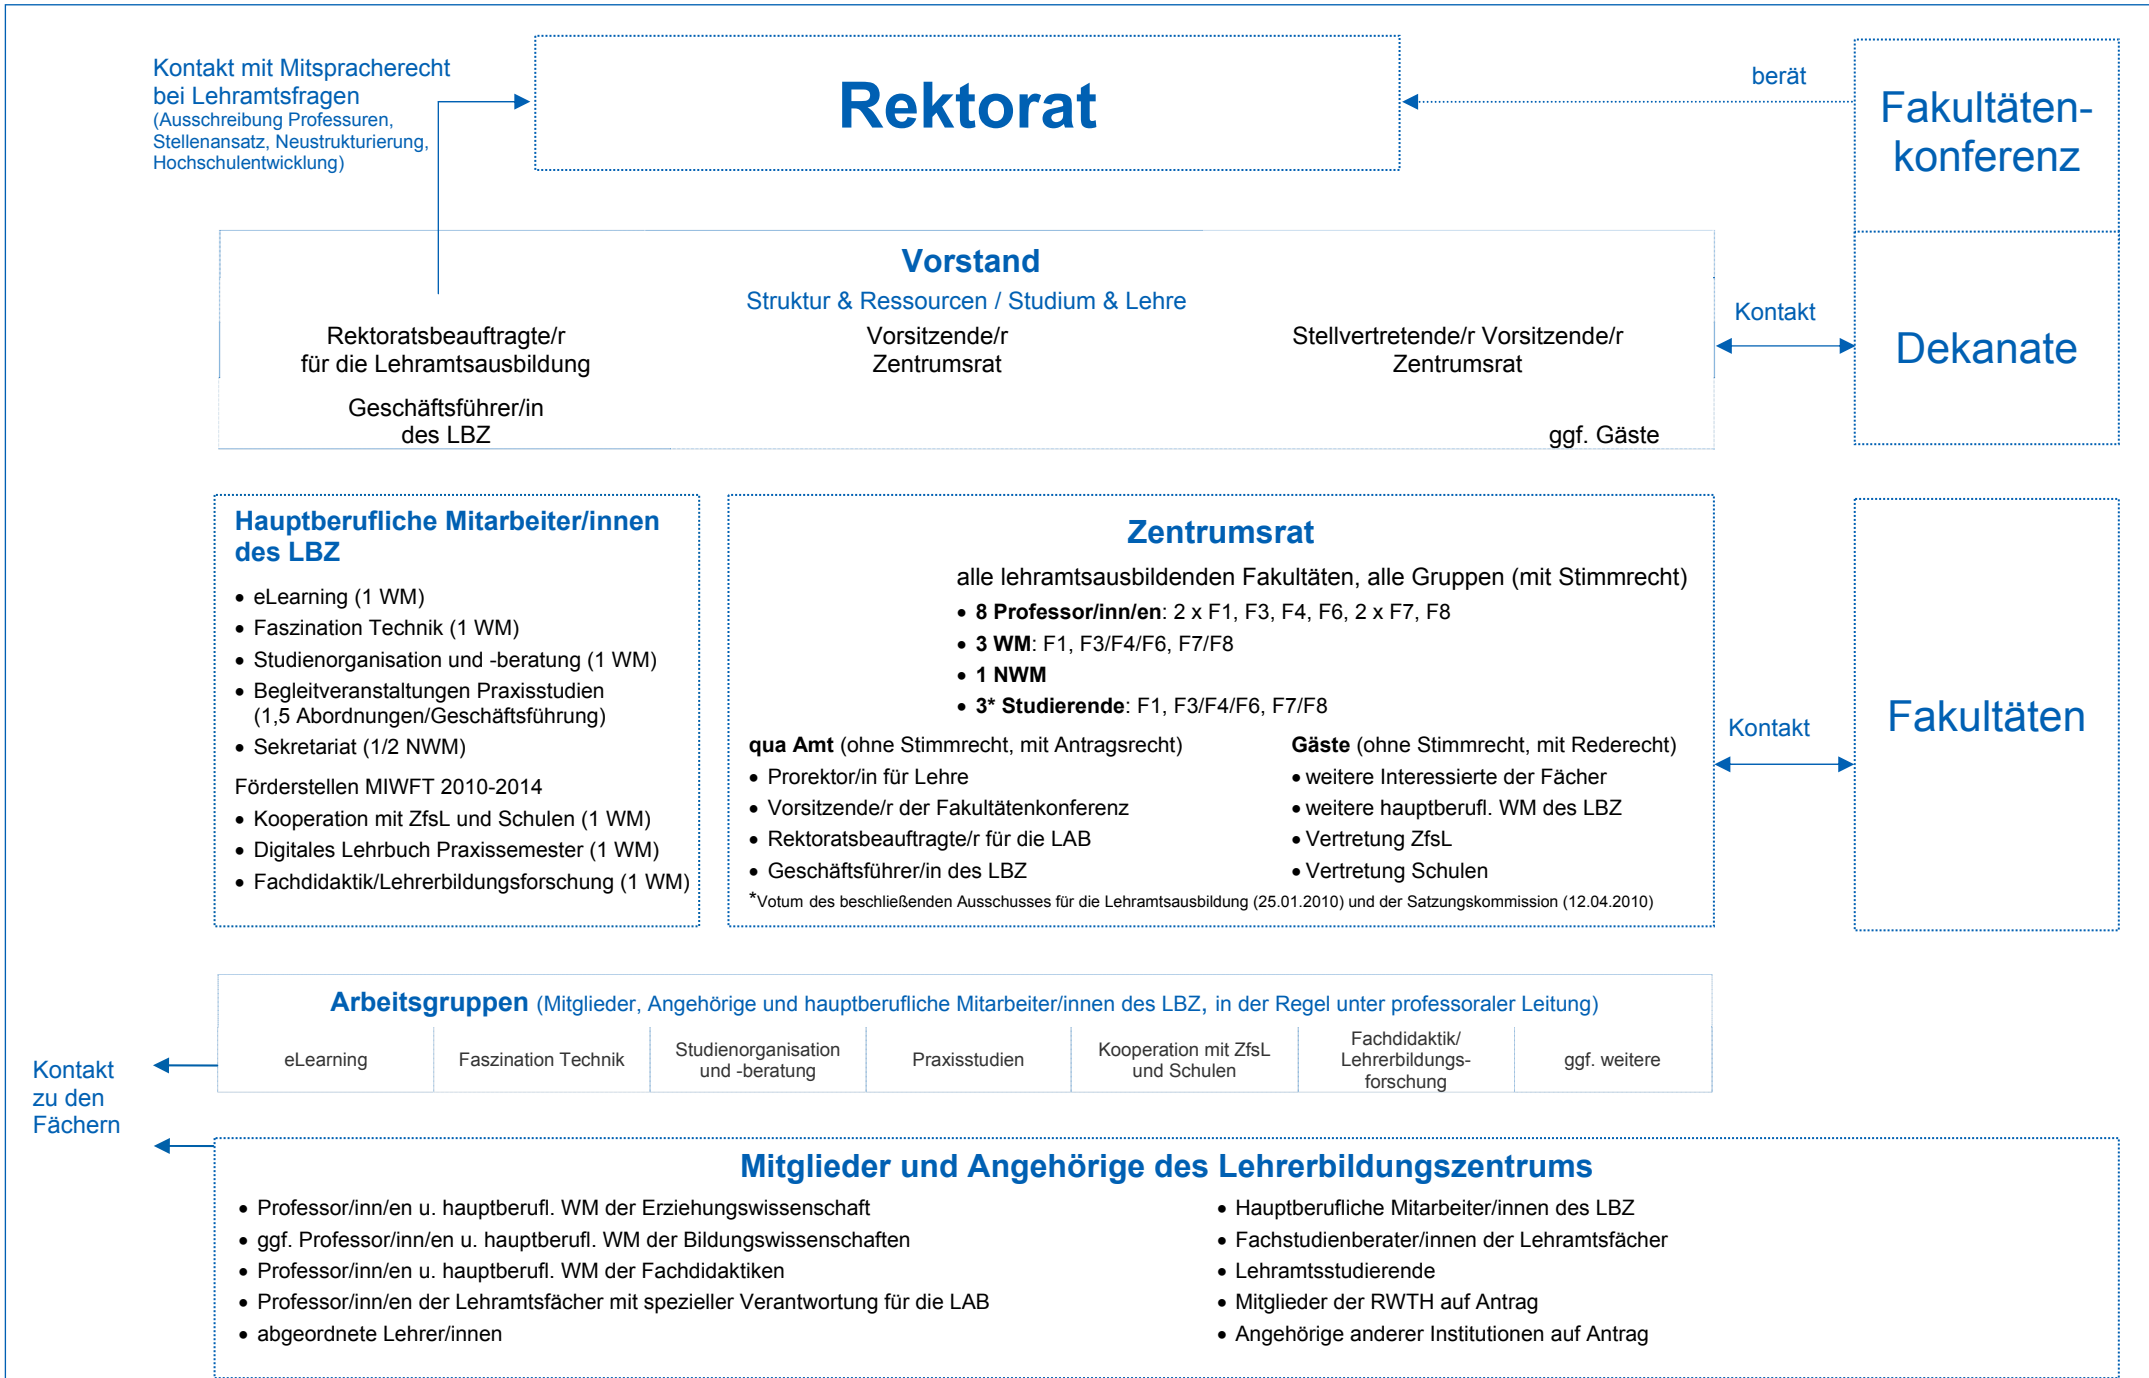 Kontakt mit Mitspracherecht
bei Lehramtsfragen
(Ausschreibung Professuren,
Stellenansatz, Neustrukturierung,
Hochschulentwicklung)
Rektorat
berät
Fakultäten-
konferenz
Vorstand
Struktur & Ressourcen / Studium & Lehre
Rektoratsbeauftragte/r
für die Lehramtsausbildung
Vorsitzende/r
Zentrumsrat
Stellvertretende/r Vorsitzende/r
Zentrumsrat
Geschäftsführer/in
des LBZ
ggf. Gäste
Kontakt
Dekanate
Hauptberufliche Mitarbeiter/innen
des LBZ
• eLearning (1 WM)
• Faszination Technik (1 WM)
• Studienorganisation und -beratung (1 WM)
• Begleitveranstaltungen Praxisstudien
(1,5 Abordnungen/Geschäftsführung)
• Sekretariat (1/2 NWM)
Förderstellen MIWFT 2010-2014
• Kooperation mit ZfsL und Schulen (1 WM)
• Digitales Lehrbuch Praxissemester (1 WM)
• Fachdidaktik/Lehrerbildungsforschung (1 WM)
Zentrumsrat
alle lehramtsausbildenden Fakultäten, alle Gruppen (mit Stimmrecht)
• 8 Professor/inn/en: 2 x F1, F3, F4, F6, 2 x F7, F8
• 3 WM: F1, F3/F4/F6, F7/F8
• 1 NWM
• 3* Studierende: F1, F3/F4/F6, F7/F8
qua Amt (ohne Stimmrecht, mit Antragsrecht)
• Prorektor/in für Lehre
• Vorsitzende/r der Fakultätenkonferenz
• Rektoratsbeauftragte/r für die LAB
• Geschäftsführer/in des LBZ
Gäste (ohne Stimmrecht, mit Rederecht)
• weitere Interessierte der Fächer
• weitere hauptberufl. WM des LBZ
• Vertretung ZfsL
• Vertretung Schulen
*Votum des beschließenden Ausschusses für die Lehramtsausbildung (25.01.2010) und der Satzungskommission (12.04.2010)
Kontakt
Fakultäten
Arbeitsgruppen (Mitglieder, Angehörige und hauptberufliche Mitarbeiter/innen des LBZ, in der Regel unter professoraler Leitung)
eLearning
Faszination Technik
Studienorganisation
und -beratung
Praxisstudien
Kooperation mit ZfsL
und Schulen
Fachdidaktik/
Lehrerbildungs-
forschung
ggf. weitere
Kontakt
zu den
Fächern
Mitglieder und Angehörige des Lehrerbildungszentrums
• Professor/inn/en u. hauptberufl. WM der Erziehungswissenschaft
• ggf. Professor/inn/en u. hauptberufl. WM der Bildungswissenschaften
• Professor/inn/en u. hauptberufl. WM der Fachdidaktiken
• Professor/inn/en der Lehramtsfächer mit spezieller Verantwortung für die LAB
• abgeordnete Lehrer/innen
• Hauptberufliche Mitarbeiter/innen des LBZ
• Fachstudienberater/innen der Lehramtsfächer
• Lehramtsstudierende
• Mitglieder der RWTH auf Antrag
• Angehörige anderer Institutionen auf Antrag